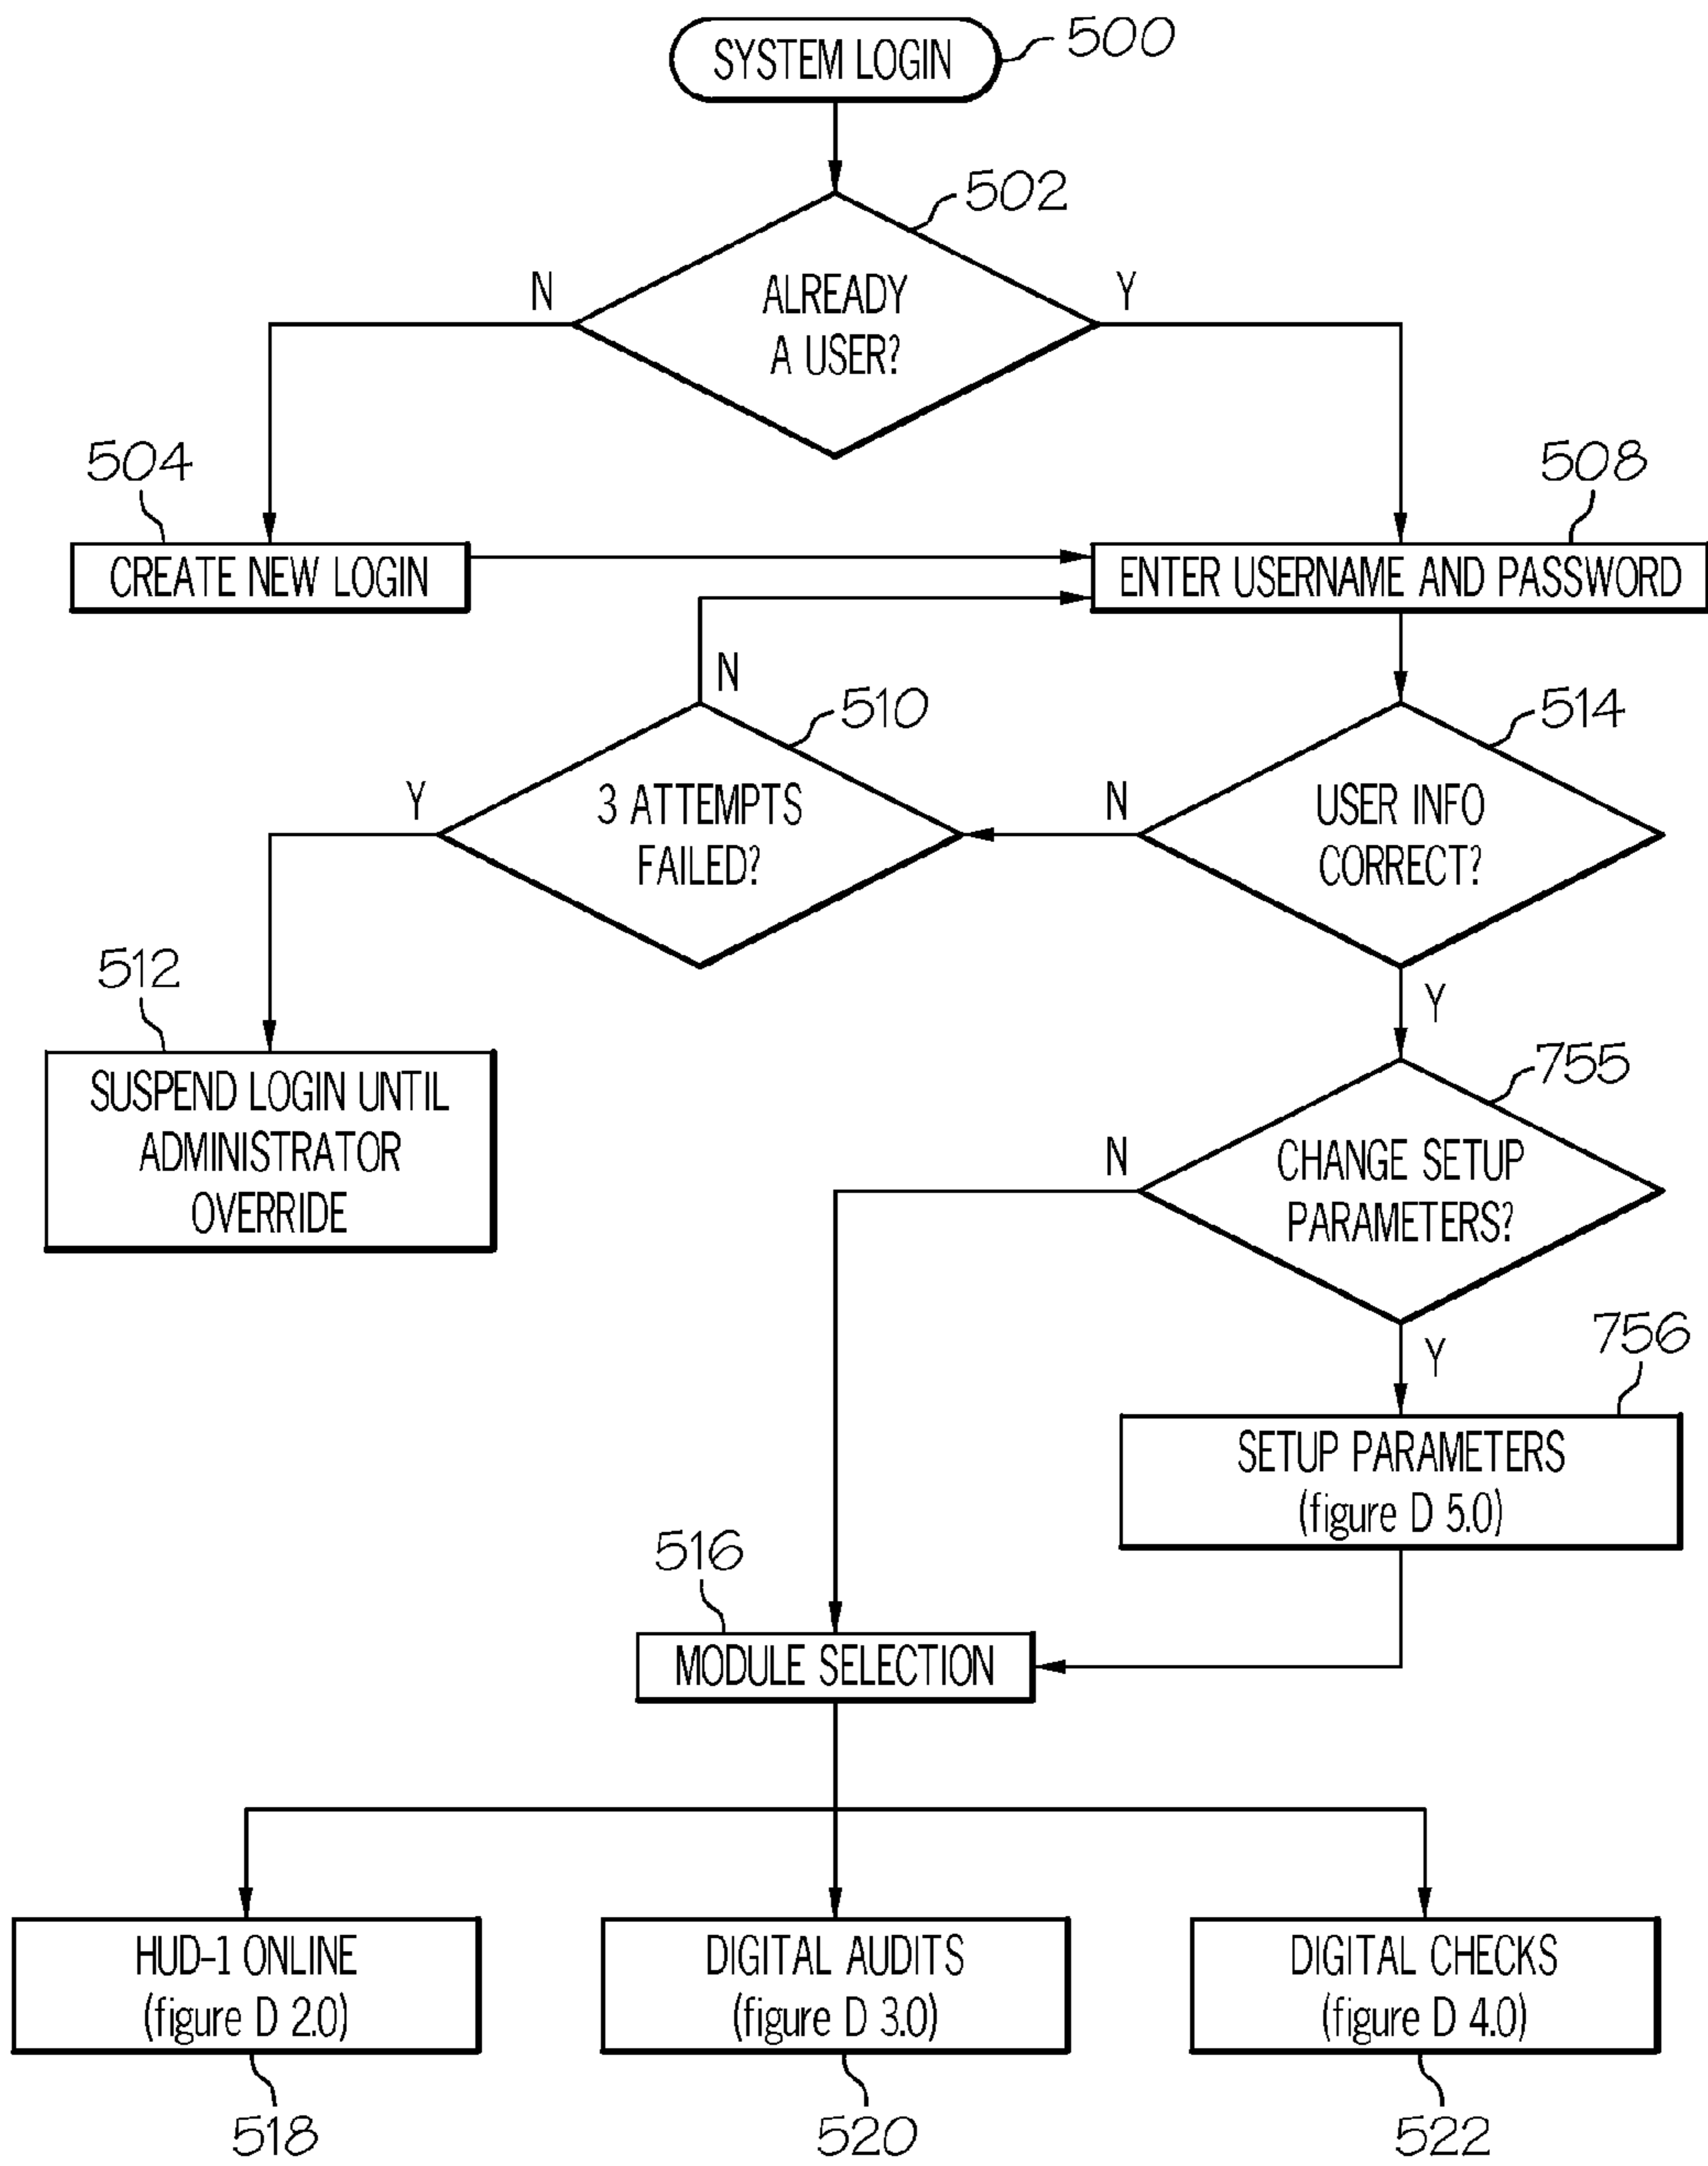 SYSTEM LOGIN
500
502
N
ALREADY
A USER?
Y
504
508
CREATE NEW LOGIN
ENTER USERNAME AND PASSWORD
N
510
514
Y
3 ATTEMPTS
FAILED?
N
USER INFO
CORRECT?
512
Y
SUSPEND LOGIN UNTIL
ADMINISTRATOR
OVERRIDE
755
N
CHANGE SETUP
PARAMETERS?
Y
756
SETUP PARAMETERS
(figure D 5.0)
516
MODULE SELECTION
HUD-1 ONLINE
(figure D 2.0)
DIGITAL AUDITS
(figure D 3.0)
DIGITAL CHECKS
(figure D 4.0)
518
520
522